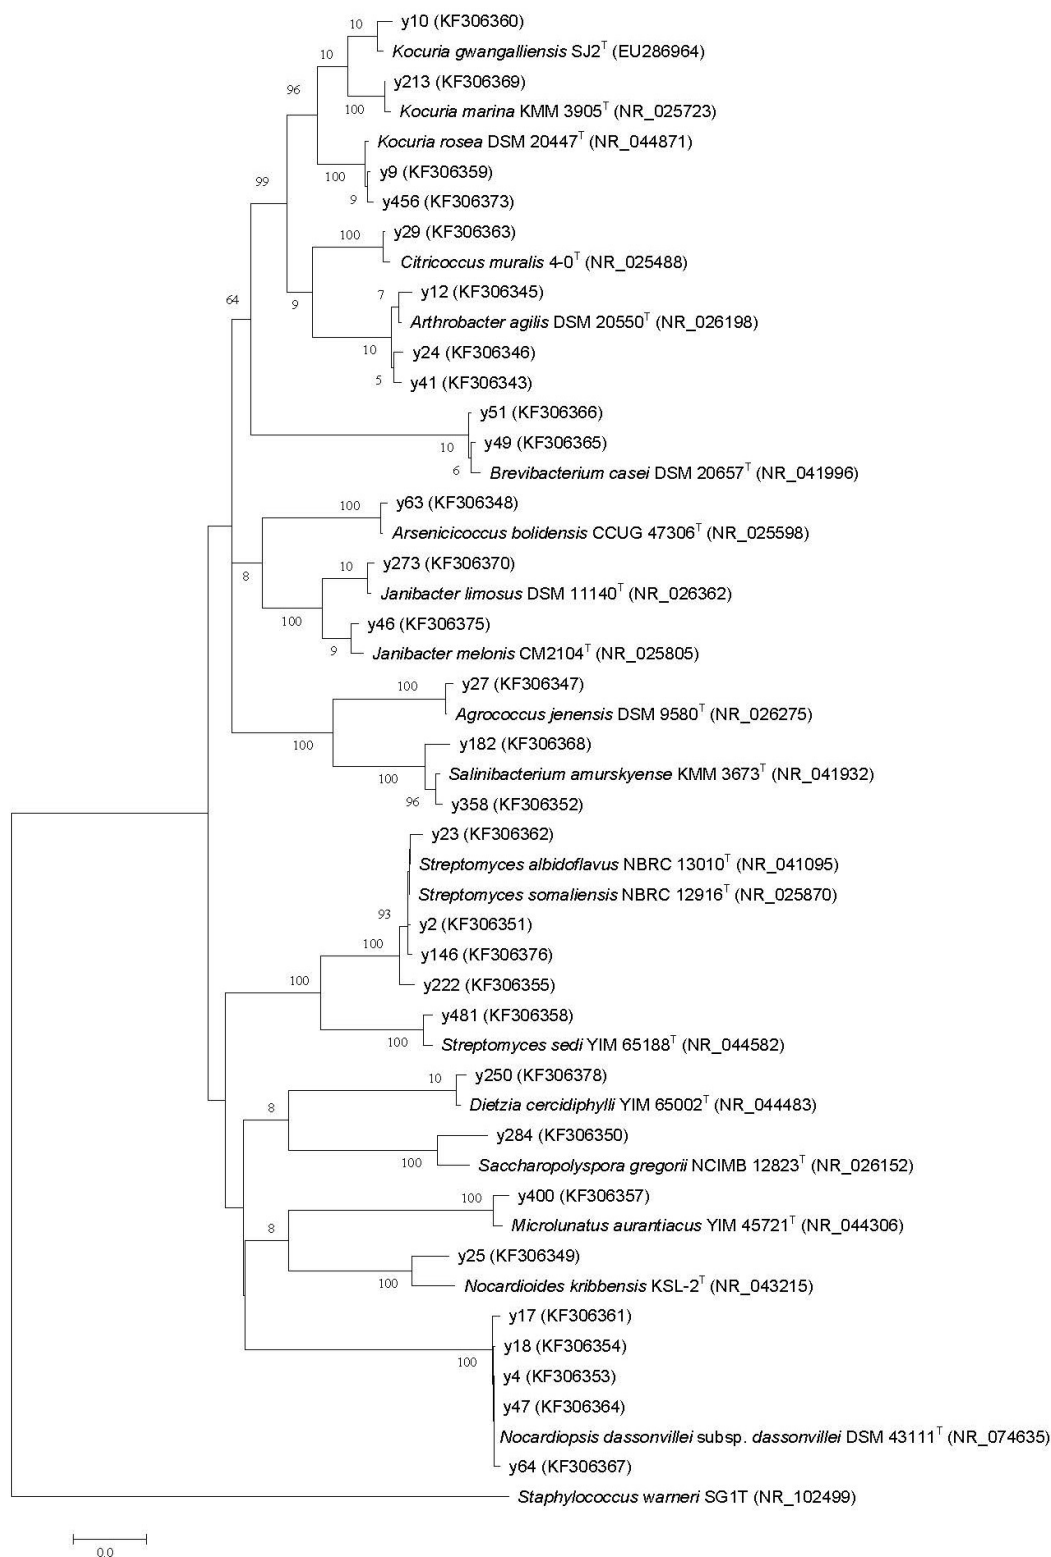 10
y10 (KF306360)
Kocuria gwangalliensis SJ2ᵀ (EU286964)
10
y213 (KF306369)
96
100
Kocuria marina KMM 3905ᵀ (NR_025723)
Kocuria rosea DSM 20447ᵀ (NR_044871)
100
y9 (KF306359)
99
9
y456 (KF306373)
100
y29 (KF306363)
Citricoccus muralis 4-0ᵀ (NR_025488)
64
9
7
y12 (KF306345)
Arthrobacter agilis DSM 20550ᵀ (NR_026198)
10
y24 (KF306346)
5
y41 (KF306343)
y51 (KF306366)
10
y49 (KF306365)
6
Brevibacterium casei DSM 20657ᵀ (NR_041996)
100
y63 (KF306348)
Arsenicicoccus bolidensis CCUG 47306ᵀ (NR_025598)
8
10
y273 (KF306370)
Janibacter limosus DSM 11140ᵀ (NR_026362)
100
y46 (KF306375)
9
Janibacter melonis CM2104ᵀ (NR_025805)
100
y27 (KF306347)
Agrococcus jenensis DSM 9580ᵀ (NR_026275)
100
y182 (KF306368)
100
Salinibacterium amurskyense KMM 3673ᵀ (NR_041932)
96
y358 (KF306352)
y23 (KF306362)
Streptomyces albidoflavus NBRC 13010ᵀ (NR_041095)
Streptomyces somaliensis NBRC 12916ᵀ (NR_025870)
93
y2 (KF306351)
100
y146 (KF306376)
100
y222 (KF306355)
y481 (KF306358)
100
Streptomyces sedi YIM 65188ᵀ (NR_044582)
10
y250 (KF306378)
8
Dietzia cercidiphylli YIM 65002ᵀ (NR_044483)
y284 (KF306350)
100
Saccharopolyspora gregorii NCIMB 12823ᵀ (NR_026152)
100
y400 (KF306357)
8
Microlunatus aurantiacus YIM 45721ᵀ (NR_044306)
y25 (KF306349)
100
Nocardioides kribbensis KSL-2ᵀ (NR_043215)
y17 (KF306361)
y18 (KF306354)
100
y4 (KF306353)
y47 (KF306364)
Nocardiopsis dassonvillei subsp. dassonvillei DSM 43111ᵀ (NR_074635)
y64 (KF306367)
Staphylococcus warneri SG1T (NR_102499)
0.0